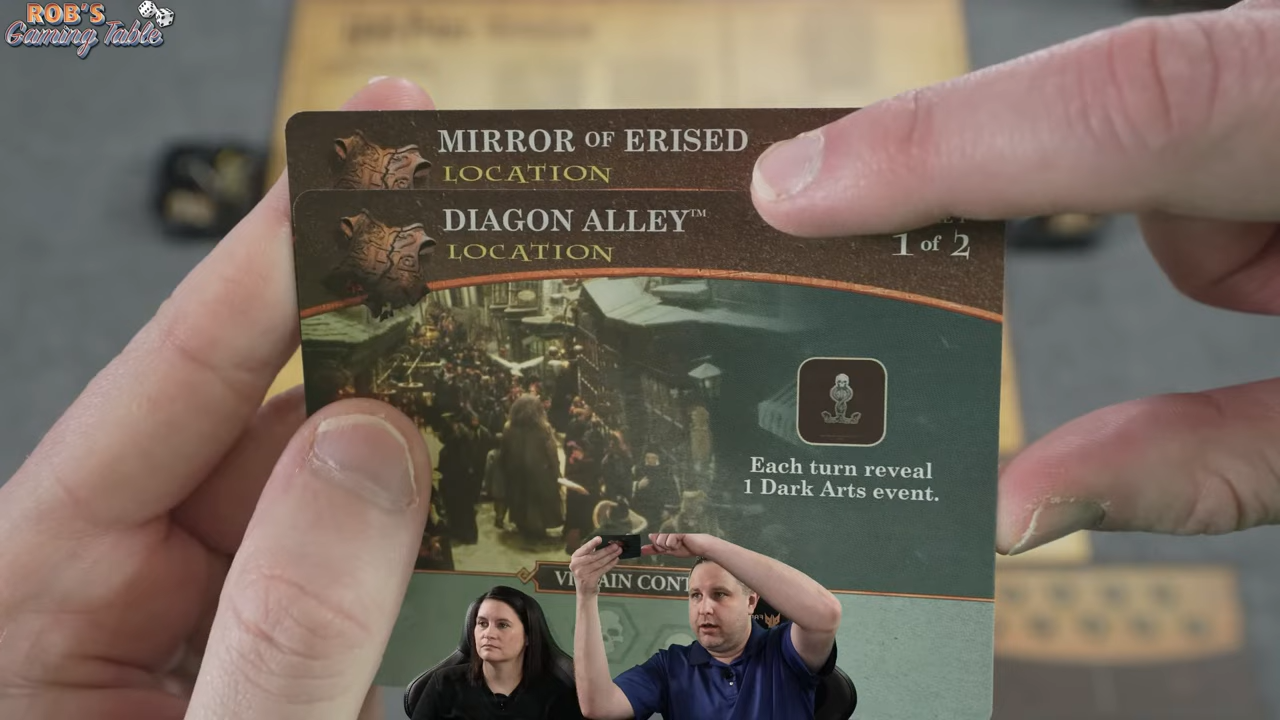 ROB'S
Gaming Table
MIRROR OF ERISED
LOCATION
DIAGON ALLEY™
LOCATION
1 of 2
Each turn reveal
1 Dark Arts event.